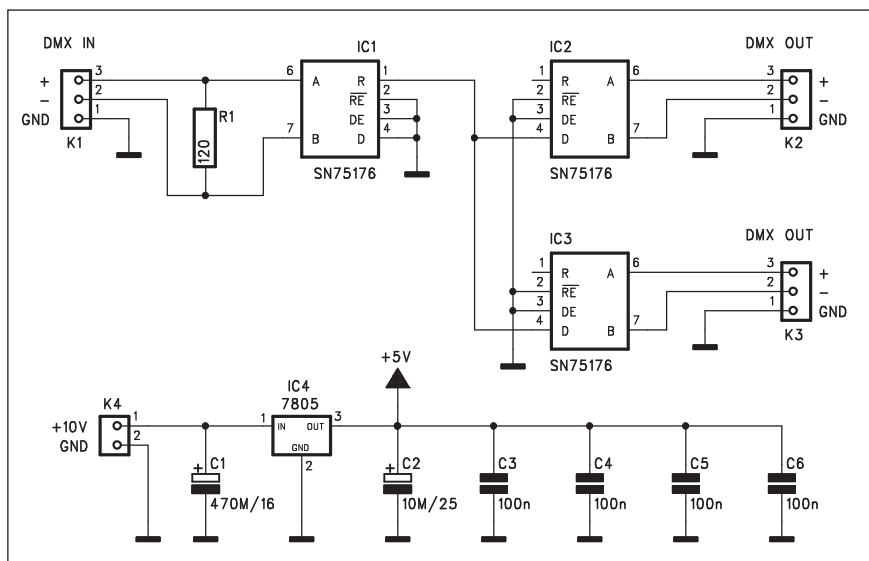 DMX IN
IC1
IC2
DMX OUT
+
3
6
A
R
1
1
R
A
6
3
+
-
2
RE
2
2
RE
2
-
GND
1
R1
DE
3
3
DE
1
GND
K1
120
7
B
D
4
4
D
B
7
K2
SN75176
SN75176
IC3
DMX OUT
1
R
A
6
3
+
2
RE
2
-
3
DE
1
GND
4
D
B
7
K3
SN75176
+5V
K4
IC4
7805
+10V
1
1
IN
OUT
3
GND
2
GND
2
+
C1
470M/16
+
C2
10M/25
C3
100n
C4
100n
C5
100n
C6
100n